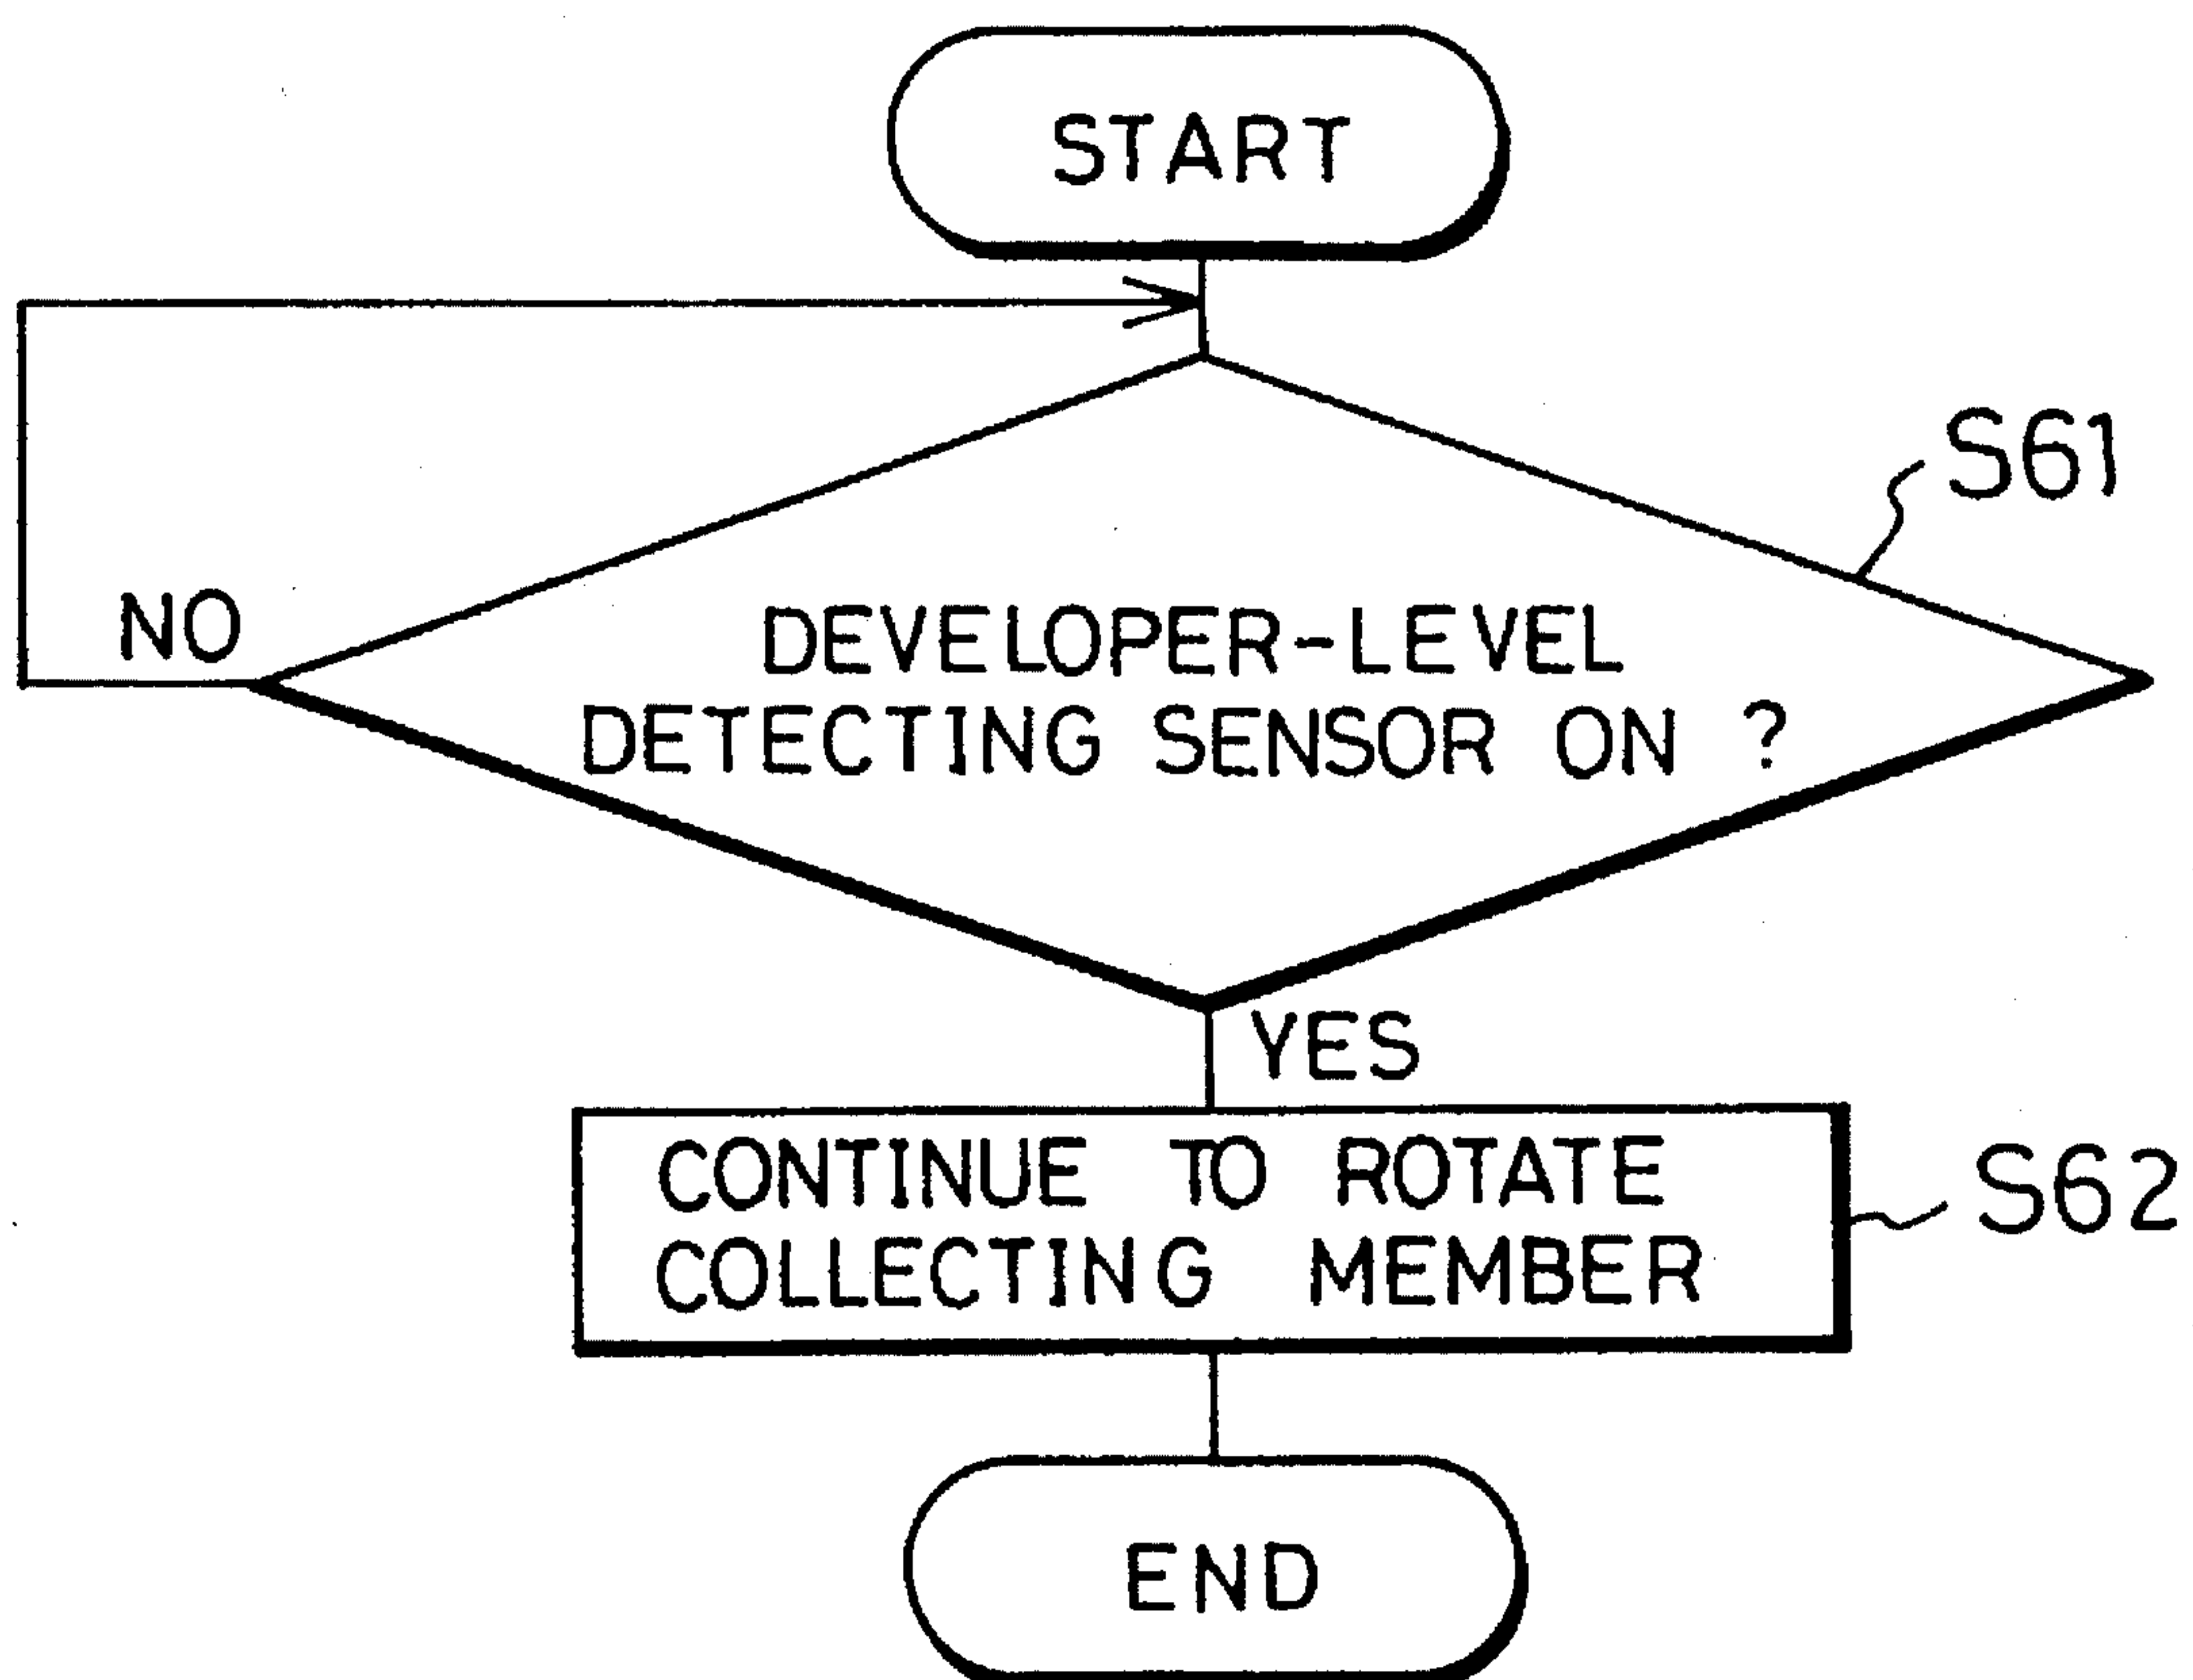 START
S61
NO
DEVELOPER-LEVEL
DETECTING SENSOR ON ?
YES
CONTINUE TO ROTATE
COLLECTING MEMBER
S62
END